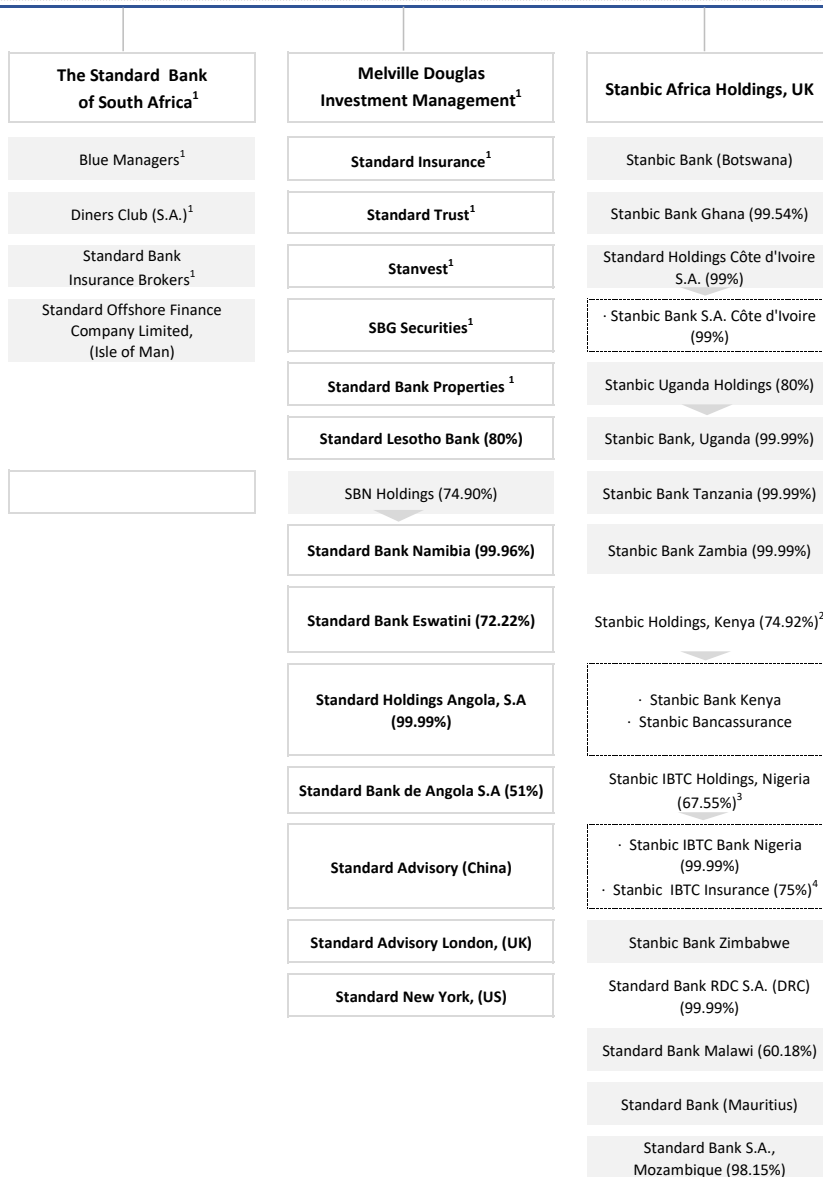 The Standard Bank
of South Africa1
Blue Managers1
Diners Club (S.A.)1
Standard Bank
Insurance Brokers1
Standard Offshore Finance
Company Limited,
(Isle of Man)
Melville Douglas
Investment Management1
Standard Insurance1
Standard Trust1
Stanvest1
SBG Securities1
Standard Bank Properties 1
Standard Lesotho Bank (80%)
SBN Holdings (74.90%)
Standard Bank Namibia (99.96%)
Standard Bank Eswatini (72.22%)
Standard Holdings Angola, S.A
(99.99%)
Standard Bank de Angola S.A (51%)
Standard Advisory (China)
Standard Advisory London, (UK)
Standard New York, (US)
Stanbic Africa Holdings, UK
Stanbic Bank (Botswana)
Stanbic Bank Ghana (99.54%)
Standard Holdings Côte d'Ivoire
S.A. (99%)
· Stanbic Bank S.A. Côte d'Ivoire
(99%)
Stanbic Uganda Holdings (80%)
Stanbic Bank, Uganda (99.99%)
Stanbic Bank Tanzania (99.99%)
Stanbic Bank Zambia (99.99%)
Stanbic Holdings, Kenya (74.92%)2
· Stanbic Bank Kenya
· Stanbic Bancassurance
Stanbic IBTC Holdings, Nigeria
(67.55%)3
· Stanbic IBTC Bank Nigeria
(99.99%)
· Stanbic IBTC Insurance (75%)4
Stanbic Bank Zimbabwe
Standard Bank RDC S.A. (DRC)
(99.99%)
Standard Bank Malawi (60.18%)
Standard Bank (Mauritius)
Standard Bank S.A.,
Mozambique (98.15%)